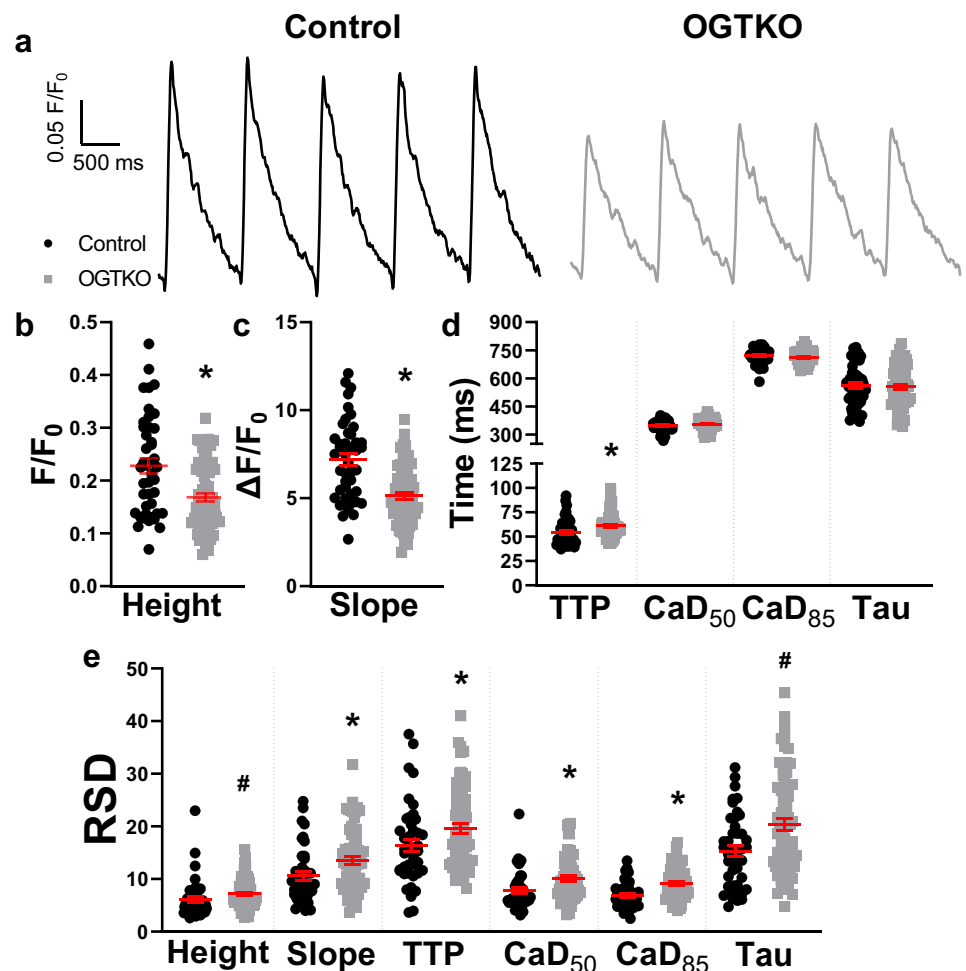 a
Control
OGTKO
0.05 F/F₀
500 ms
Control
OGTKO
b
0.5
0.4
0.3
0.2
0.1
0.0
F/F₀
*
Height
c
15
10
5
0
ΔF/F₀
*
Slope
d
900
750
600
450
300
100
75
50
25
0
Time (ms)
*
TTP CaD₅₀ CaD₈₅ Tau
e
50
40
30
20
10
0
RSD
# * * * * #
Height Slope TTP CaD₅₀ CaD₈₅ Tau